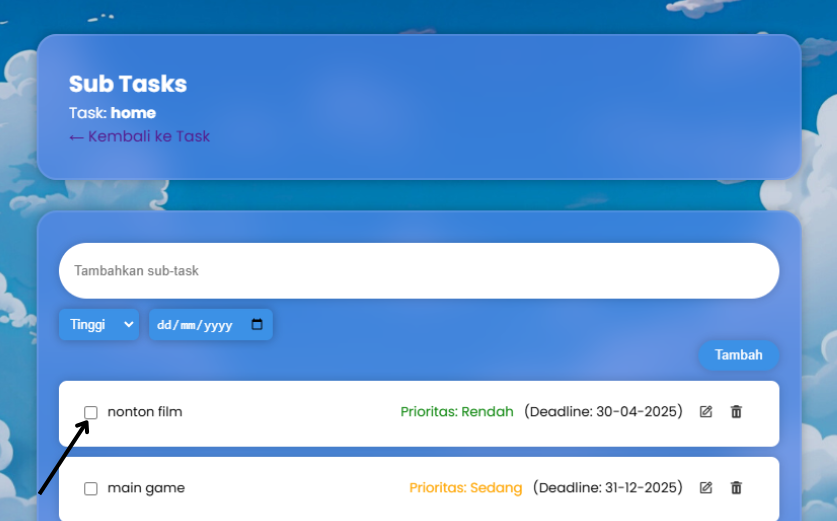 Sub Tasks
Task: home
← Kembali ke Task
Tambahkan sub-task
Tinggi dd/mm/yyyy
Tambah
nonton film Prioritas: Rendah (Deadline: 30-04-2025)
main game Prioritas: Sedang (Deadline: 31-12-2025)